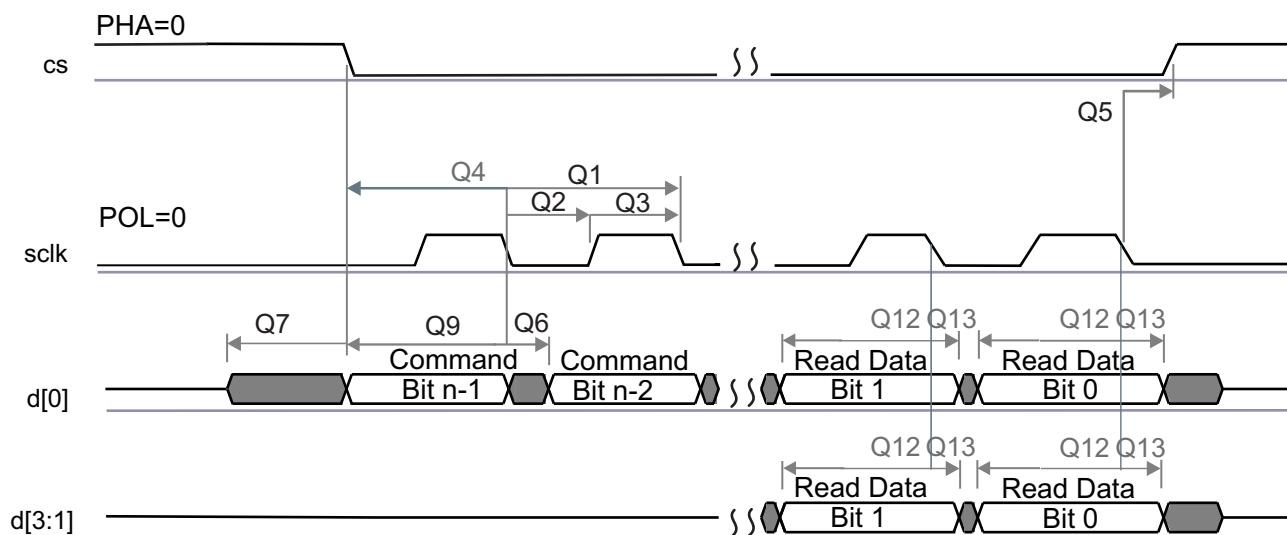 PHA=0
cs
Q5
Q4 Q1
Q2 Q3
POL=0
sclk
Q7 Q9 Q6 Q12 Q13 Q12 Q13
Command Command Read Data Read Data
d[0] Bit n-1 Bit n-2 Bit 1 Bit 0
Q12 Q13 Q12 Q13
Read Data Read Data
d[3:1] Bit 1 Bit 0